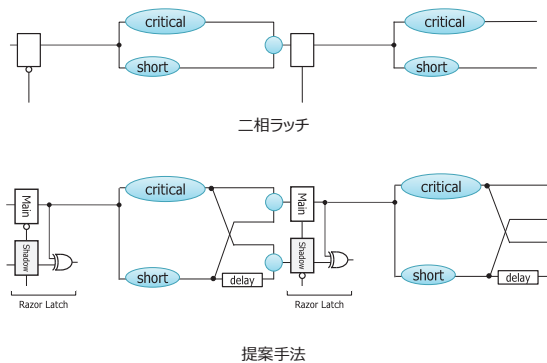 critical
critical
short
short
二相ラッチ
critical
critical
Main
Main
Shadow
Shadow
short
delay
short
delay
Razor Latch
Razor Latch
提案手法